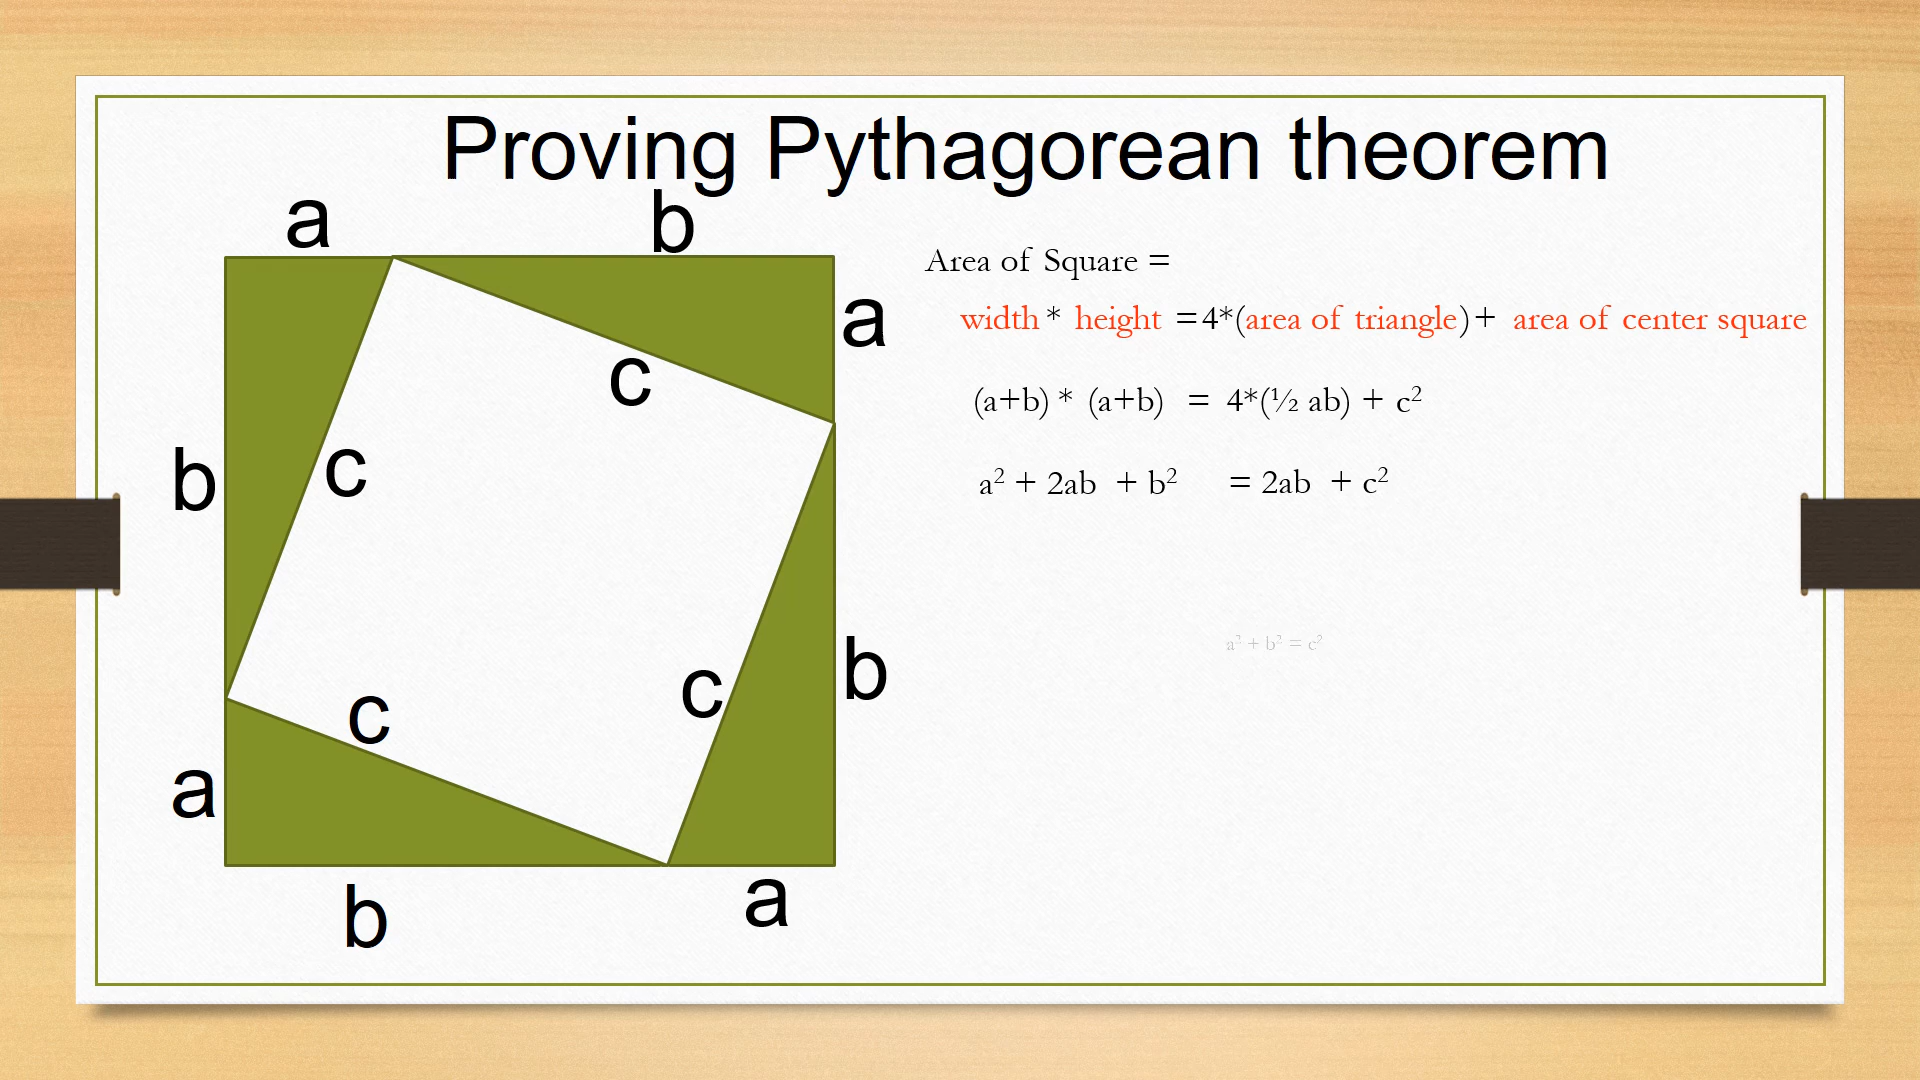 Proving Pythagorean theorem
a b
Area of Square =
a
width * height =4*(area of triangle)+ area of center square
c
(a+b) * (a+b) = 4*(½ ab) + c²
b c
a² + 2ab + b² = 2ab + c²
a² + b² = c²
b
c
c
a
b
a